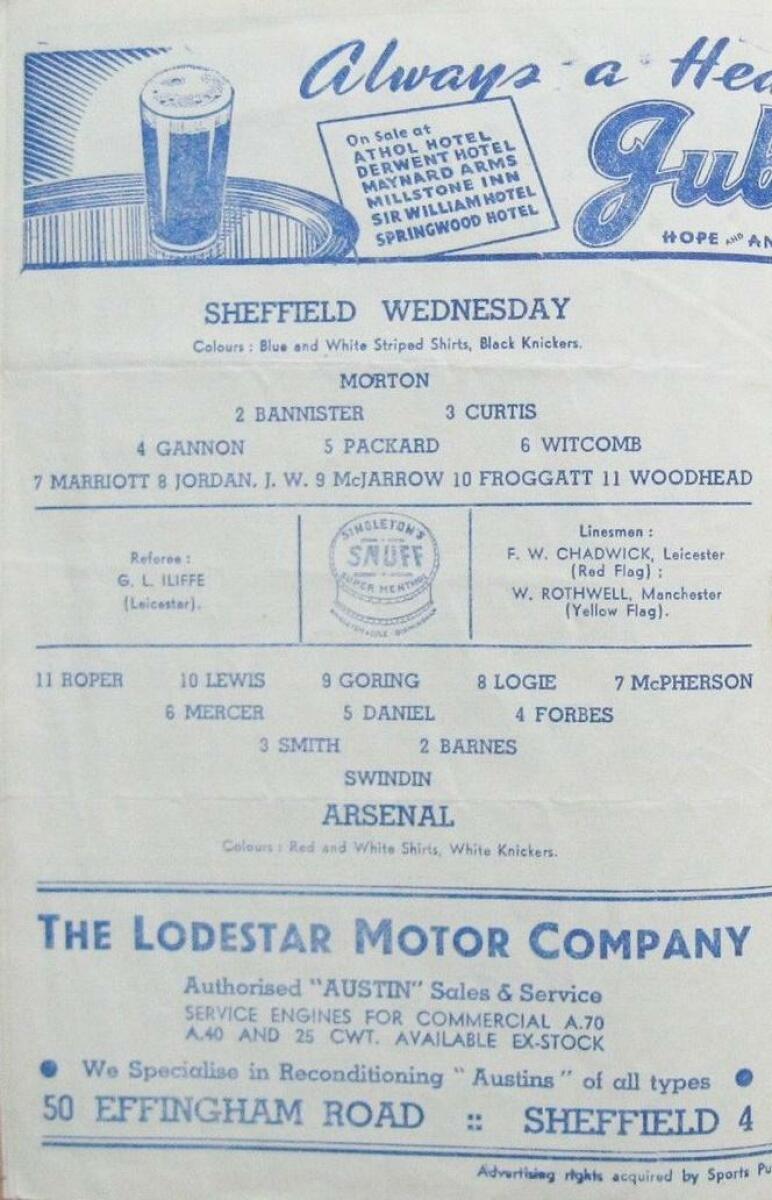 Always a
On Sale at
ATHOL HOTEL
DERWENT HOTEL
MAYNARD ARMS
MILLSTONE INN
SIR WILLIAM HOTEL
SPRINGWOOD HOTEL
HOPE AND
SHEFFIELD WEDNESDAY
Colours : Blue and White Striped Shirts, Black Knickers.
MORTON
2 BANNISTER 3 CURTIS
4 GANNON 5 PACKARD 6 WITCOMB
7 MARRIOTT 8 JORDAN, J. W. 9 McJARROW 10 FROGGATT 11 WOODHEAD
Referee :
G. L. ILIFFE
(Leicester).
SINGLETON'S
SNUFF
SUPER MENTHOL
Linesmen :
F. W. CHADWICK, Leicester
(Red Flag) ;
W. ROTHWELL, Manchester
(Yellow Flag).
11 ROPER 10 LEWIS 9 GORING 8 LOGIE 7 McPHERSON
6 MERCER 5 DANIEL 4 FORBES
3 SMITH 2 BARNES
SWINDIN
ARSENAL
Colours : Red and White Shirts, White Knickers.
THE LODESTAR MOTOR COMPANY
Authorised "AUSTIN" Sales & Service
SERVICE ENGINES FOR COMMERCIAL A.70
A.40 AND 25 CWT. AVAILABLE EX-STOCK
We Specialise in Reconditioning "Austins" of all types
50 EFFINGHAM ROAD :: SHEFFIELD 4
Advertising rights acquired by Sports